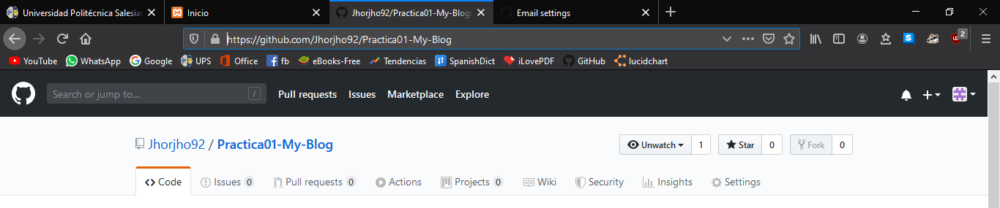 Universidad Politécnica Salesian Inicio Jhorjho92/Practica01-My-Blog Email settings
https://github.com/Jhorjho92/Practica01-My-Blog 2
YouTube WhatsApp Google UPS Office fb eBooks-Free Tendencias SpanishDict iLovePDF GitHub lucidchart
Search or jump to... / Pull requests Issues Marketplace Explore
Jhorjho92 / Practica01-My-Blog Unwatch 1 Star 0 Fork 0
Code Issues 0 Pull requests 0 Actions Projects 0 Wiki Security Insights Settings